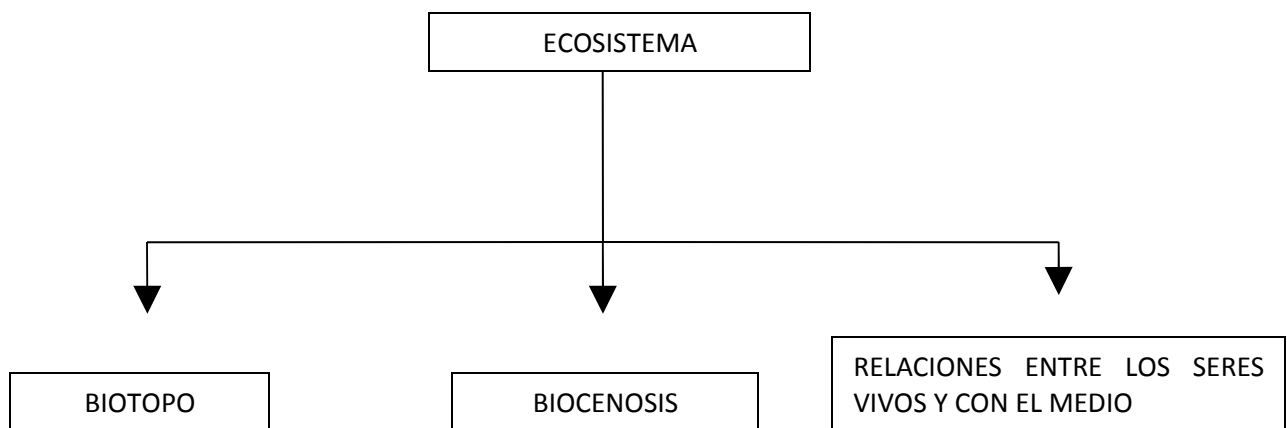 ECOSISTEMA
BIOTOPO
BIOCENOSIS
RELACIONES ENTRE LOS SERES
VIVOS Y CON EL MEDIO